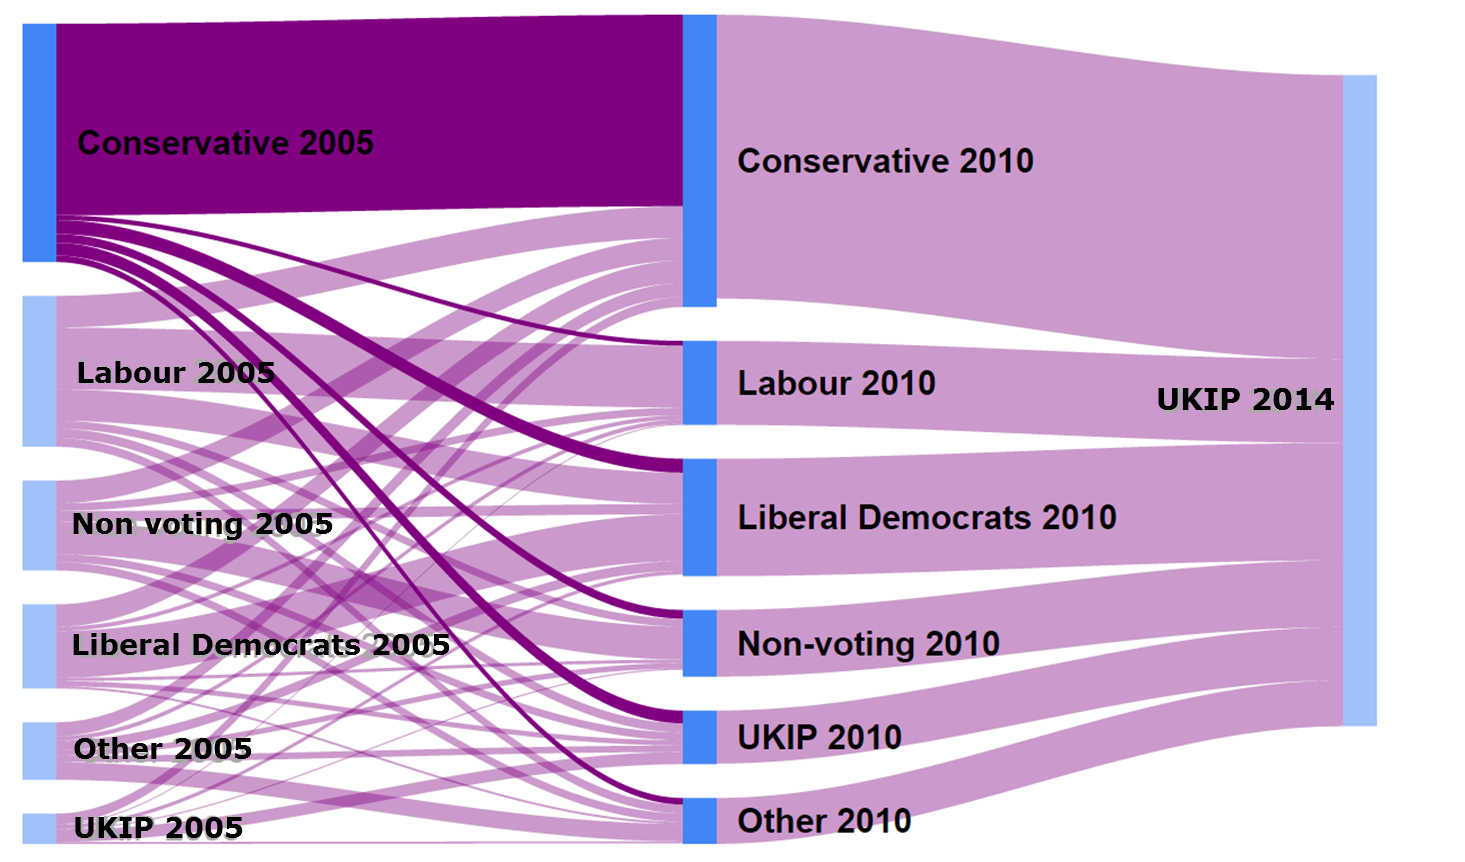 Conservative 2005
Labour 2005
Non voting 2005
Liberal Democrats 2005
Other 2005
UKIP 2005
Conservative 2010
Labour 2010
Liberal Democrats 2010
Non-voting 2010
UKIP 2010
Other 2010
UKIP 2014